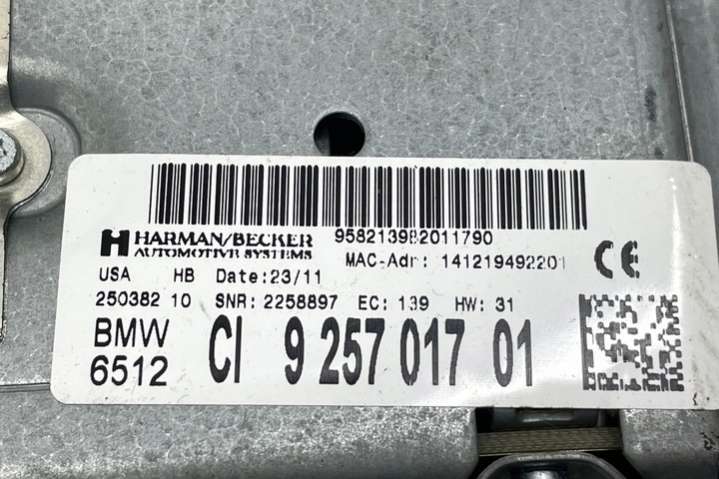 HARMAN/BECKER 958213982011790
AUTOMOTIVE SYSTEMS MAC-Adr: 141219492201
CE
USA HB Date:23/11
250382 10 SNR: 2258897 EC: 139 HW: 31
BMW CI 9 257 017 01
6512